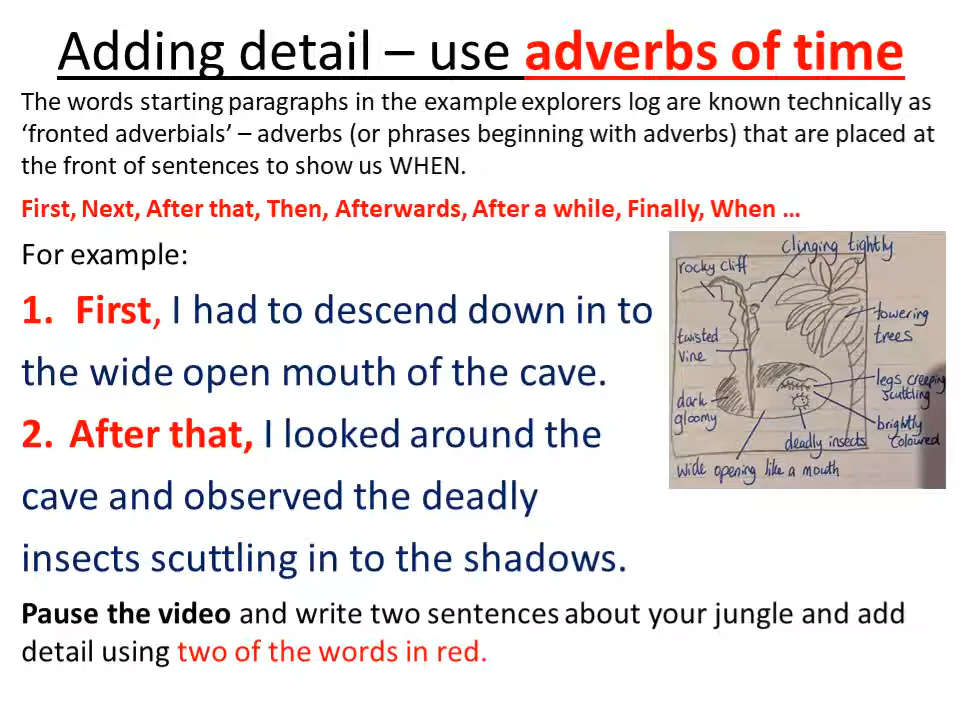 Adding detail – use adverbs of time
The words starting paragraphs in the example explorers log are known technically as
‘fronted adverbials’ – adverbs (or phrases beginning with adverbs) that are placed at
the front of sentences to show us WHEN.
First, Next, After that, Then, Afterwards, After a while, Finally, When ...
For example:
1. First, I had to descend down in to
the wide open mouth of the cave.
2. After that, I looked around the
cave and observed the deadly
insects scuttling in to the shadows.
clinging tightly
rocky cliff
towering
trees
twisted
vine
legs creeping
scuttling
dark
gloomy
brightly
coloured
deadly insects
wide opening like a mouth
Pause the video and write two sentences about your jungle and add
detail using two of the words in red.